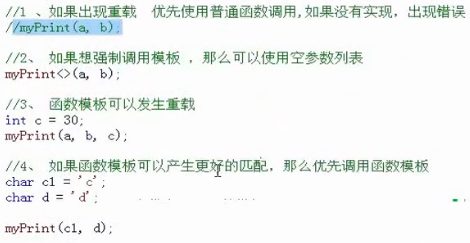 //1 、如果出现重载  优先使用普通函数调用,如果没有实现，出现错误
//myPrint(a, b);
//2、 如果想强制调用模板 ，那么可以使用空参数列表
myPrint<>(a, b);
//3、 函数模板可以发生重载
int c = 30;
myPrint(a, b, c);
//4、 如果函数模板可以产生更好的匹配，那么优先调用函数模板
char c1 = 'c';
char d = 'd';
myPrint(c1, d);